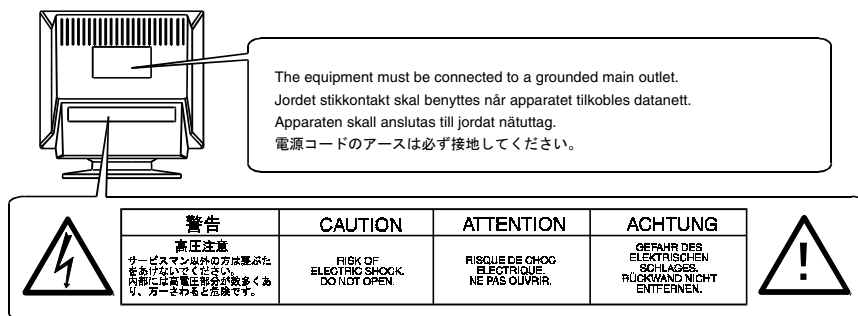 The equipment must be connected to a grounded main outlet.
Jordet stikkontakt skal benyttes når apparatet tilkobles datanett.
Apparaten skall anslutas till jordat nätuttag.
電源コードのアースは必ず接地してください。
警告
高圧注意
サービスマン以外の方は裏ぶた
をあけないでください。
内部には高電圧部分が数多くあ
り、万一さわると危険です。
CAUTION
RISK OF
ELECTRIC SHOCK.
DO NOT OPEN.
ATTENTION
RISQUE DE CHOC
ELECTRIQUE.
NE PAS OUVRIR.
ACHTUNG
GEFAHR DES
ELEKTRISCHEN
SCHLAGES.
RÜCKWAND NICHT
ENTFERNEN.
!